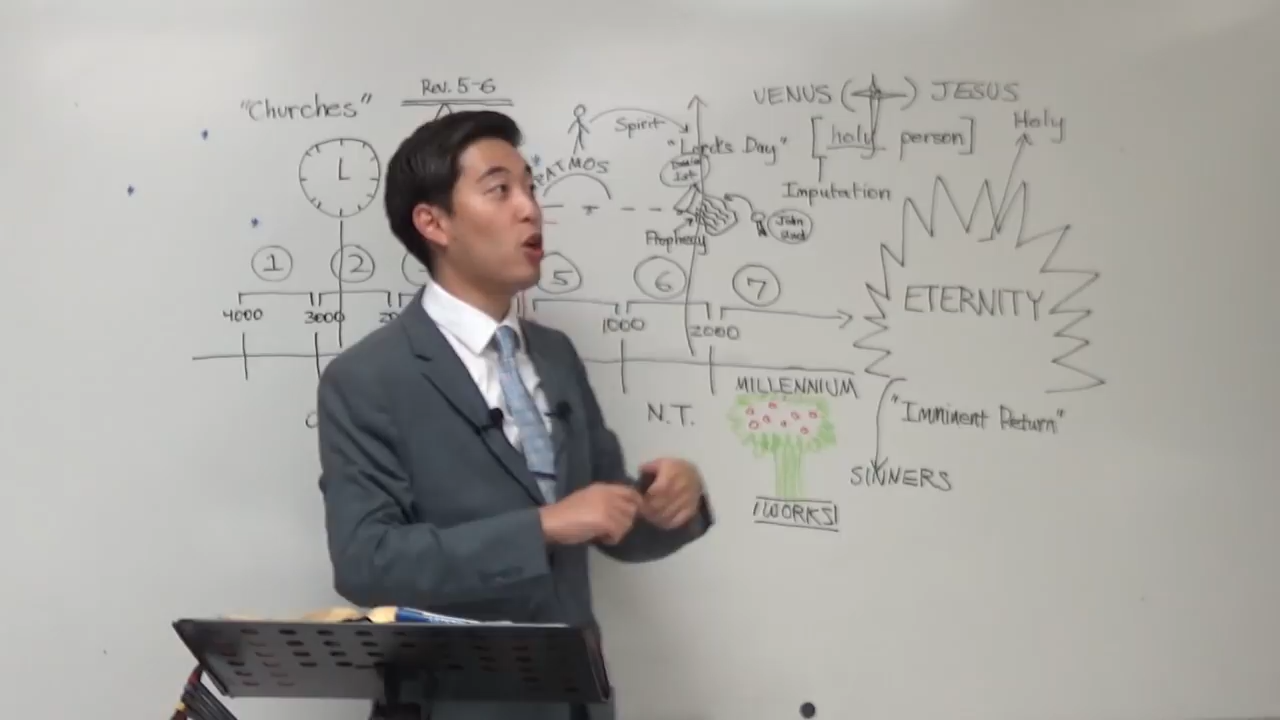 Rev. 5-6
"Churches"
VENUS ( ) JESUS
Spirit
"Lord's Day"
[holy person]
Holy
PATMOS
Imputation
Prophecy
John
1 2 5 6 7
ETERNITY
4000 3000 1000 2000
MILLENNIUM
N.T.
"Imminent Return"
SINNERS
WORKS